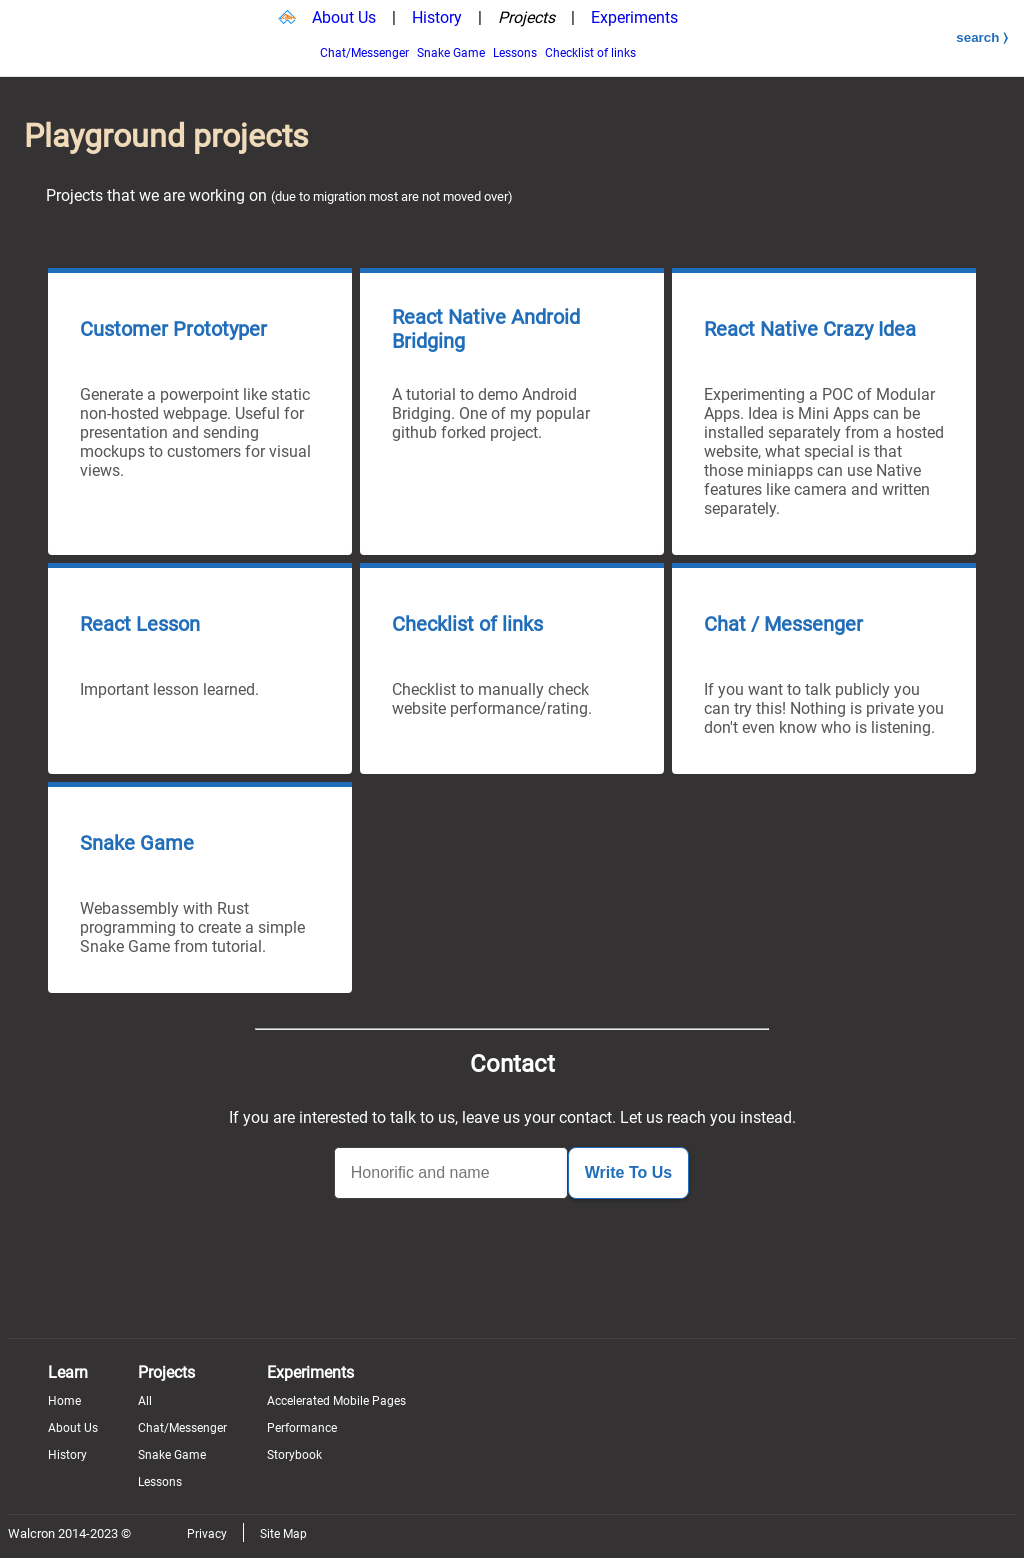 About Us | History | Projects | Experiments
search ⟩
Chat/Messenger Snake Game Lessons Checklist of links
Playground projects
Projects that we are working on (due to migration most are not moved over)
Customer Prototyper
Generate a powerpoint like static
non-hosted webpage. Useful for
presentation and sending
mockups to customers for visual
views.
React Native Android
Bridging
A tutorial to demo Android
Bridging. One of my popular
github forked project.
React Native Crazy Idea
Experimenting a POC of Modular
Apps. Idea is Mini Apps can be
installed separately from a hosted
website, what special is that
those miniapps can use Native
features like camera and written
separately.
React Lesson
Important lesson learned.
Checklist of links
Checklist to manually check
website performance/rating.
Chat / Messenger
If you want to talk publicly you
can try this! Nothing is private you
don't even know who is listening.
Snake Game
Webassembly with Rust
programming to create a simple
Snake Game from tutorial.
Contact
If you are interested to talk to us, leave us your contact. Let us reach you instead.
Honorific and name
Write To Us
Learn
Home
About Us
History
Projects
All
Chat/Messenger
Snake Game
Lessons
Experiments
Accelerated Mobile Pages
Performance
Storybook
Walcron 2014-2023 © Privacy Site Map